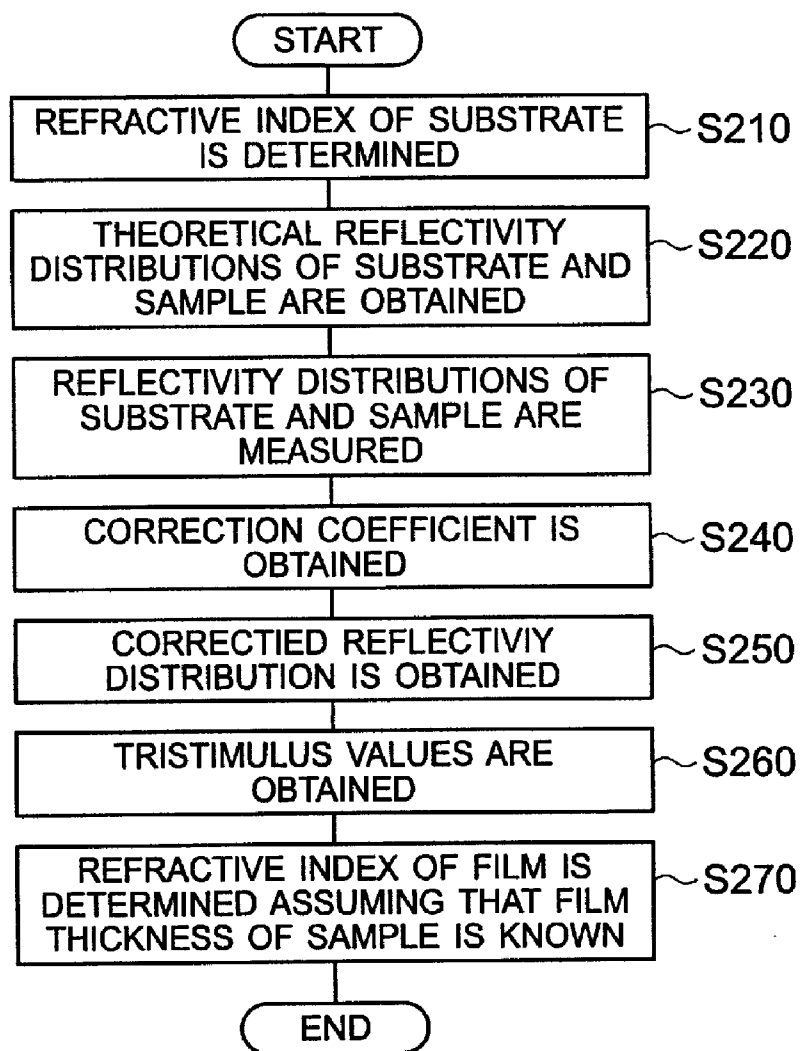 START
REFRACTIVE INDEX OF SUBSTRATE
IS DETERMINED
S210
THEORETICAL REFLECTIVITY
DISTRIBUTIONS OF SUBSTRATE AND
SAMPLE ARE OBTAINED
S220
REFLECTIVITY DISTRIBUTIONS OF
SUBSTRATE AND SAMPLE ARE
MEASURED
S230
CORRECTION COEFFICIENT IS
OBTAINED
S240
CORRECTIED REFLECTIVIY
DISTRIBUTION IS OBTAINED
S250
TRISTIMULUS VALUES ARE
OBTAINED
S260
REFRACTIVE INDEX OF FILM IS
DETERMINED ASSUMING THAT FILM
THICKNESS OF SAMPLE IS KNOWN
S270
END